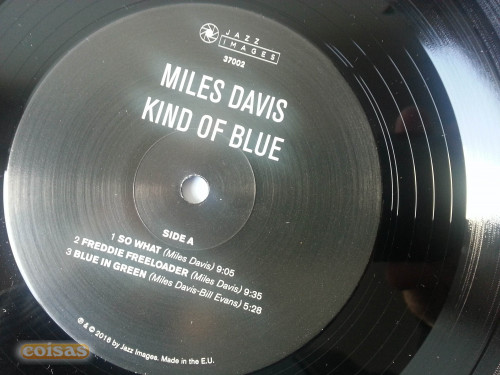 JAZZ
IMAGES
37002
MILES DAVIS
KIND OF BLUE
SIDE A
1 SO WHAT (Miles Davis) 9:05
2 FREDDIE FREELOADER (Miles Davis) 9:35
3 BLUE IN GREEN (Miles Davis-Bill Evans) 5:28
℗ & © 2016 by Jazz Images. Made in the E.U.
coisas